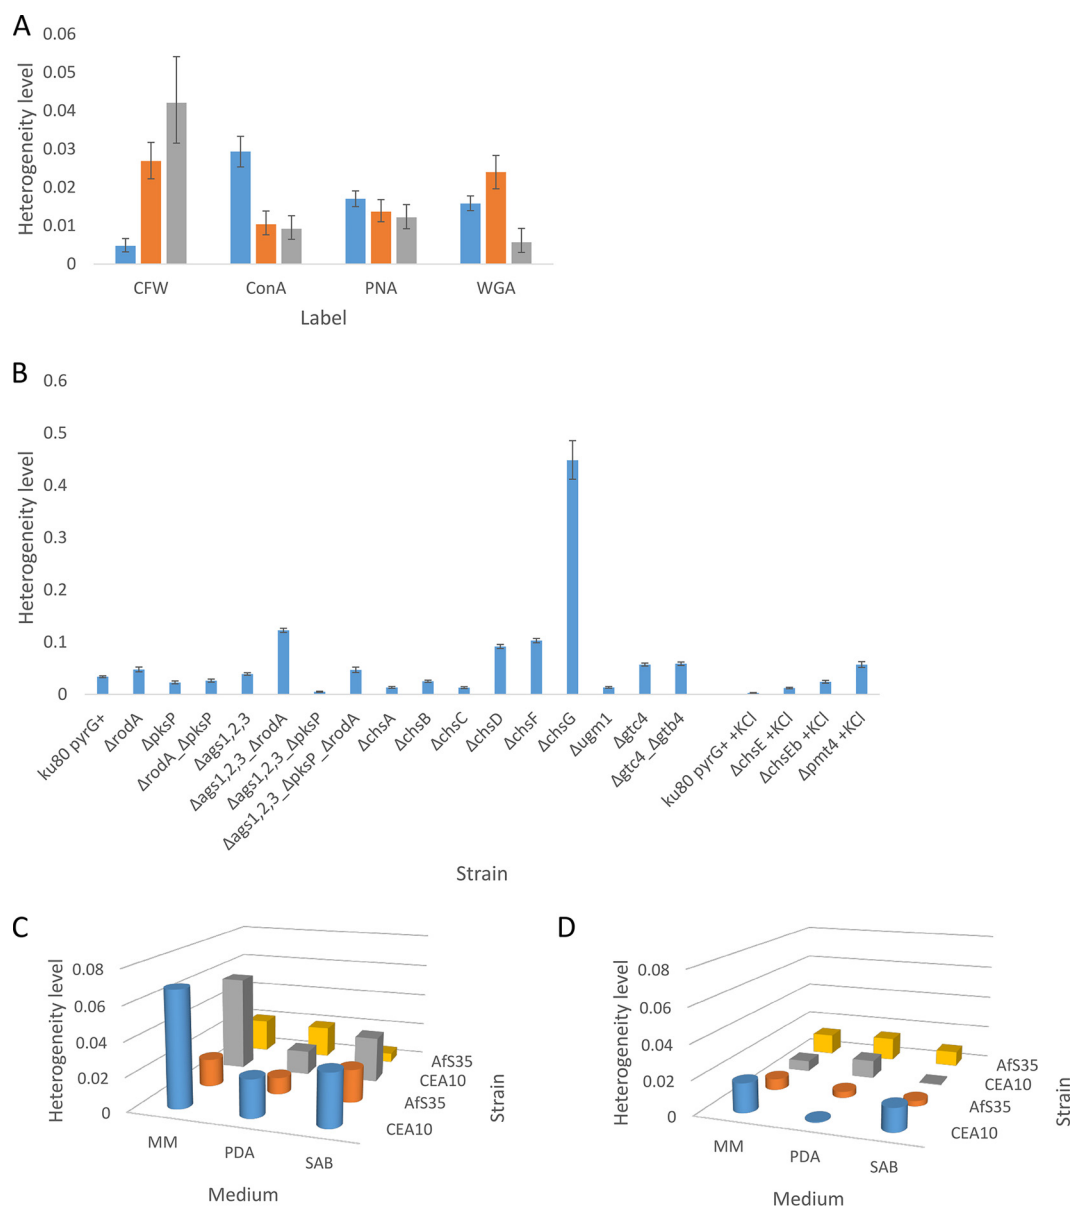 A
Heterogeneity level
0.06
0.05
0.04
0.03
0.02
0.01
0
CFW
ConA
PNA
WGA
Label
B
Heterogeneity level
0.6
0.5
0.4
0.3
0.2
0.1
0
ku80 pyrG+
ΔrodA
ΔpksP
ΔrodA_ΔpksP
Δags1,2,3
Δags1,2,3_ΔrodA
Δags1,2,3_ΔpksP
Δags1,2,3_ΔpksP_ΔrodA
ΔchsA
ΔchsB
ΔchsC
ΔchsD
ΔchsF
ΔchsG
Δugm1
Δgtc4
Δgtc4_Δgtb4
ku80 pyrG+ +KCl
ΔchsE +KCl
ΔchsEb +KCl
Δpmt4 +KCl
Strain
C
Heterogeneity level
0.08
0.06
0.04
0.02
0
MM
PDA
SAB
Medium
AfS35
CEA10
AfS35
CEA10
Strain
D
Heterogeneity level
0.08
0.06
0.04
0.02
0
MM
PDA
SAB
Medium
AfS35
CEA10
AfS35
CEA10
Strain